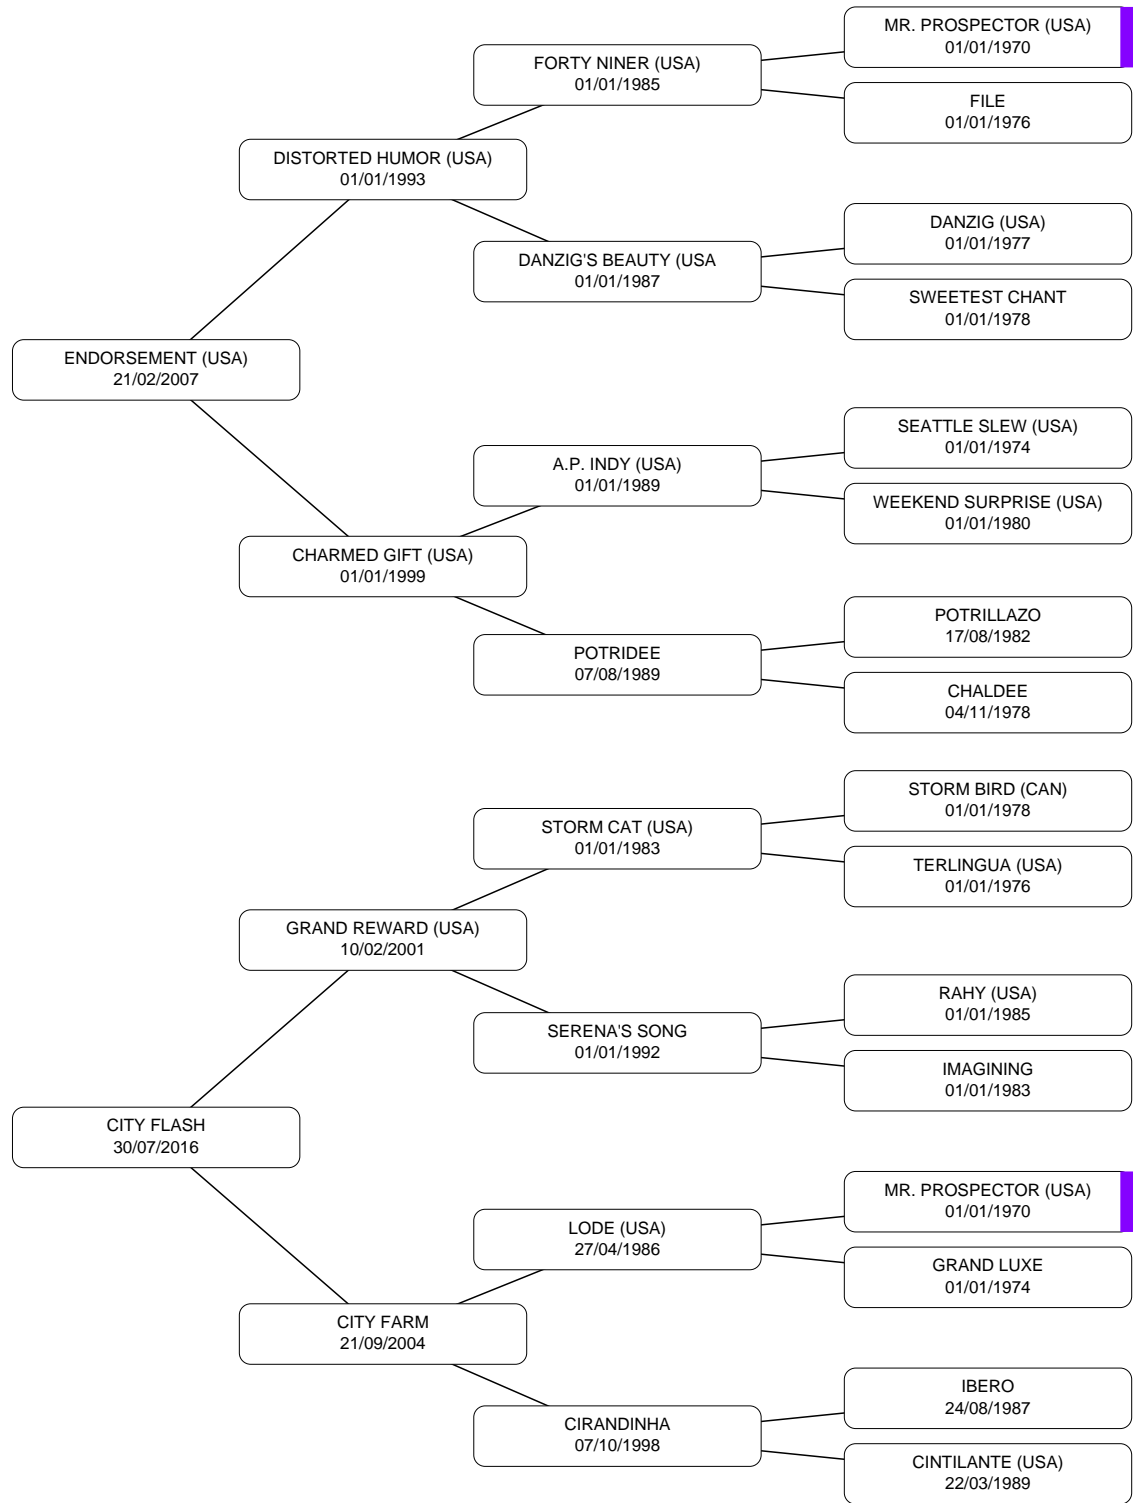 MR. PROSPECTOR (USA)
01/01/1970
FORTY NINER (USA)
01/01/1985
FILE
01/01/1976
DISTORTED HUMOR (USA)
01/01/1993
DANZIG (USA)
01/01/1977
DANZIG'S BEAUTY (USA
01/01/1987
SWEETEST CHANT
01/01/1978
ENDORSEMENT (USA)
21/02/2007
SEATTLE SLEW (USA)
01/01/1974
A.P. INDY (USA)
01/01/1989
WEEKEND SURPRISE (USA)
01/01/1980
CHARMED GIFT (USA)
01/01/1999
POTRILLAZO
17/08/1982
POTRIDEE
07/08/1989
CHALDEE
04/11/1978
STORM BIRD (CAN)
01/01/1978
STORM CAT (USA)
01/01/1983
TERLINGUA (USA)
01/01/1976
GRAND REWARD (USA)
10/02/2001
RAHY (USA)
01/01/1985
SERENA'S SONG
01/01/1992
IMAGINING
01/01/1983
CITY FLASH
30/07/2016
MR. PROSPECTOR (USA)
01/01/1970
LODE (USA)
27/04/1986
GRAND LUXE
01/01/1974
CITY FARM
21/09/2004
IBERO
24/08/1987
CIRANDINHA
07/10/1998
CINTILANTE (USA)
22/03/1989